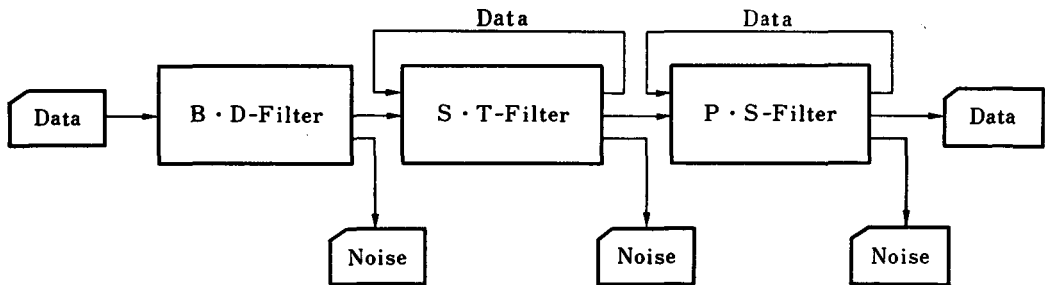 Data
Data
Data
B · D-Filter
S · T-Filter
P · S-Filter
Data
Noise
Noise
Noise